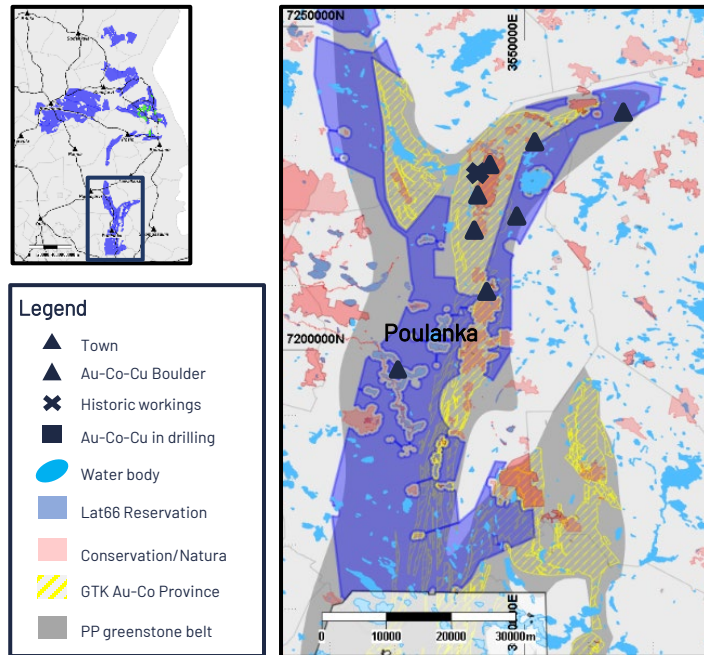 7250000N
3550000E
Poulanka
7200000N
Legend
Town
Au-Co-Cu Boulder
Historic workings
Au-Co-Cu in drilling
Water body
Lat66 Reservation
Conservation/Natura
GTK Au-Co Province
PP greenstone belt
0 10000 20000 30000m